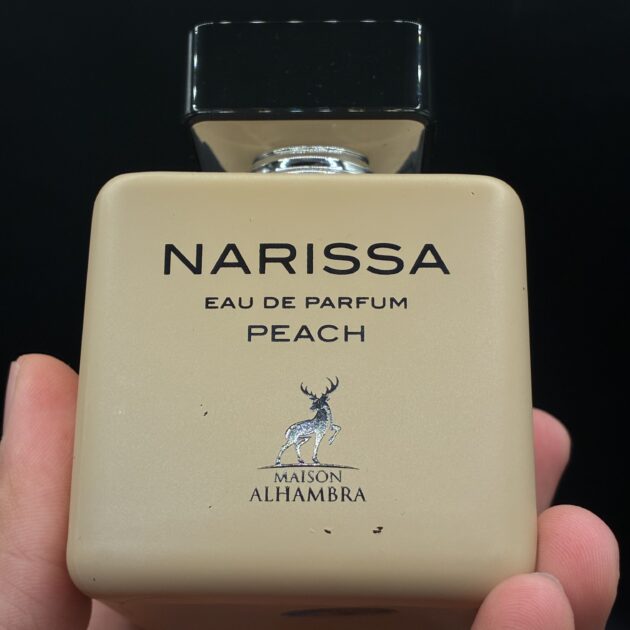 NARISSA
EAU DE PARFUM
PEACH
MAISON
ALHAMBRA